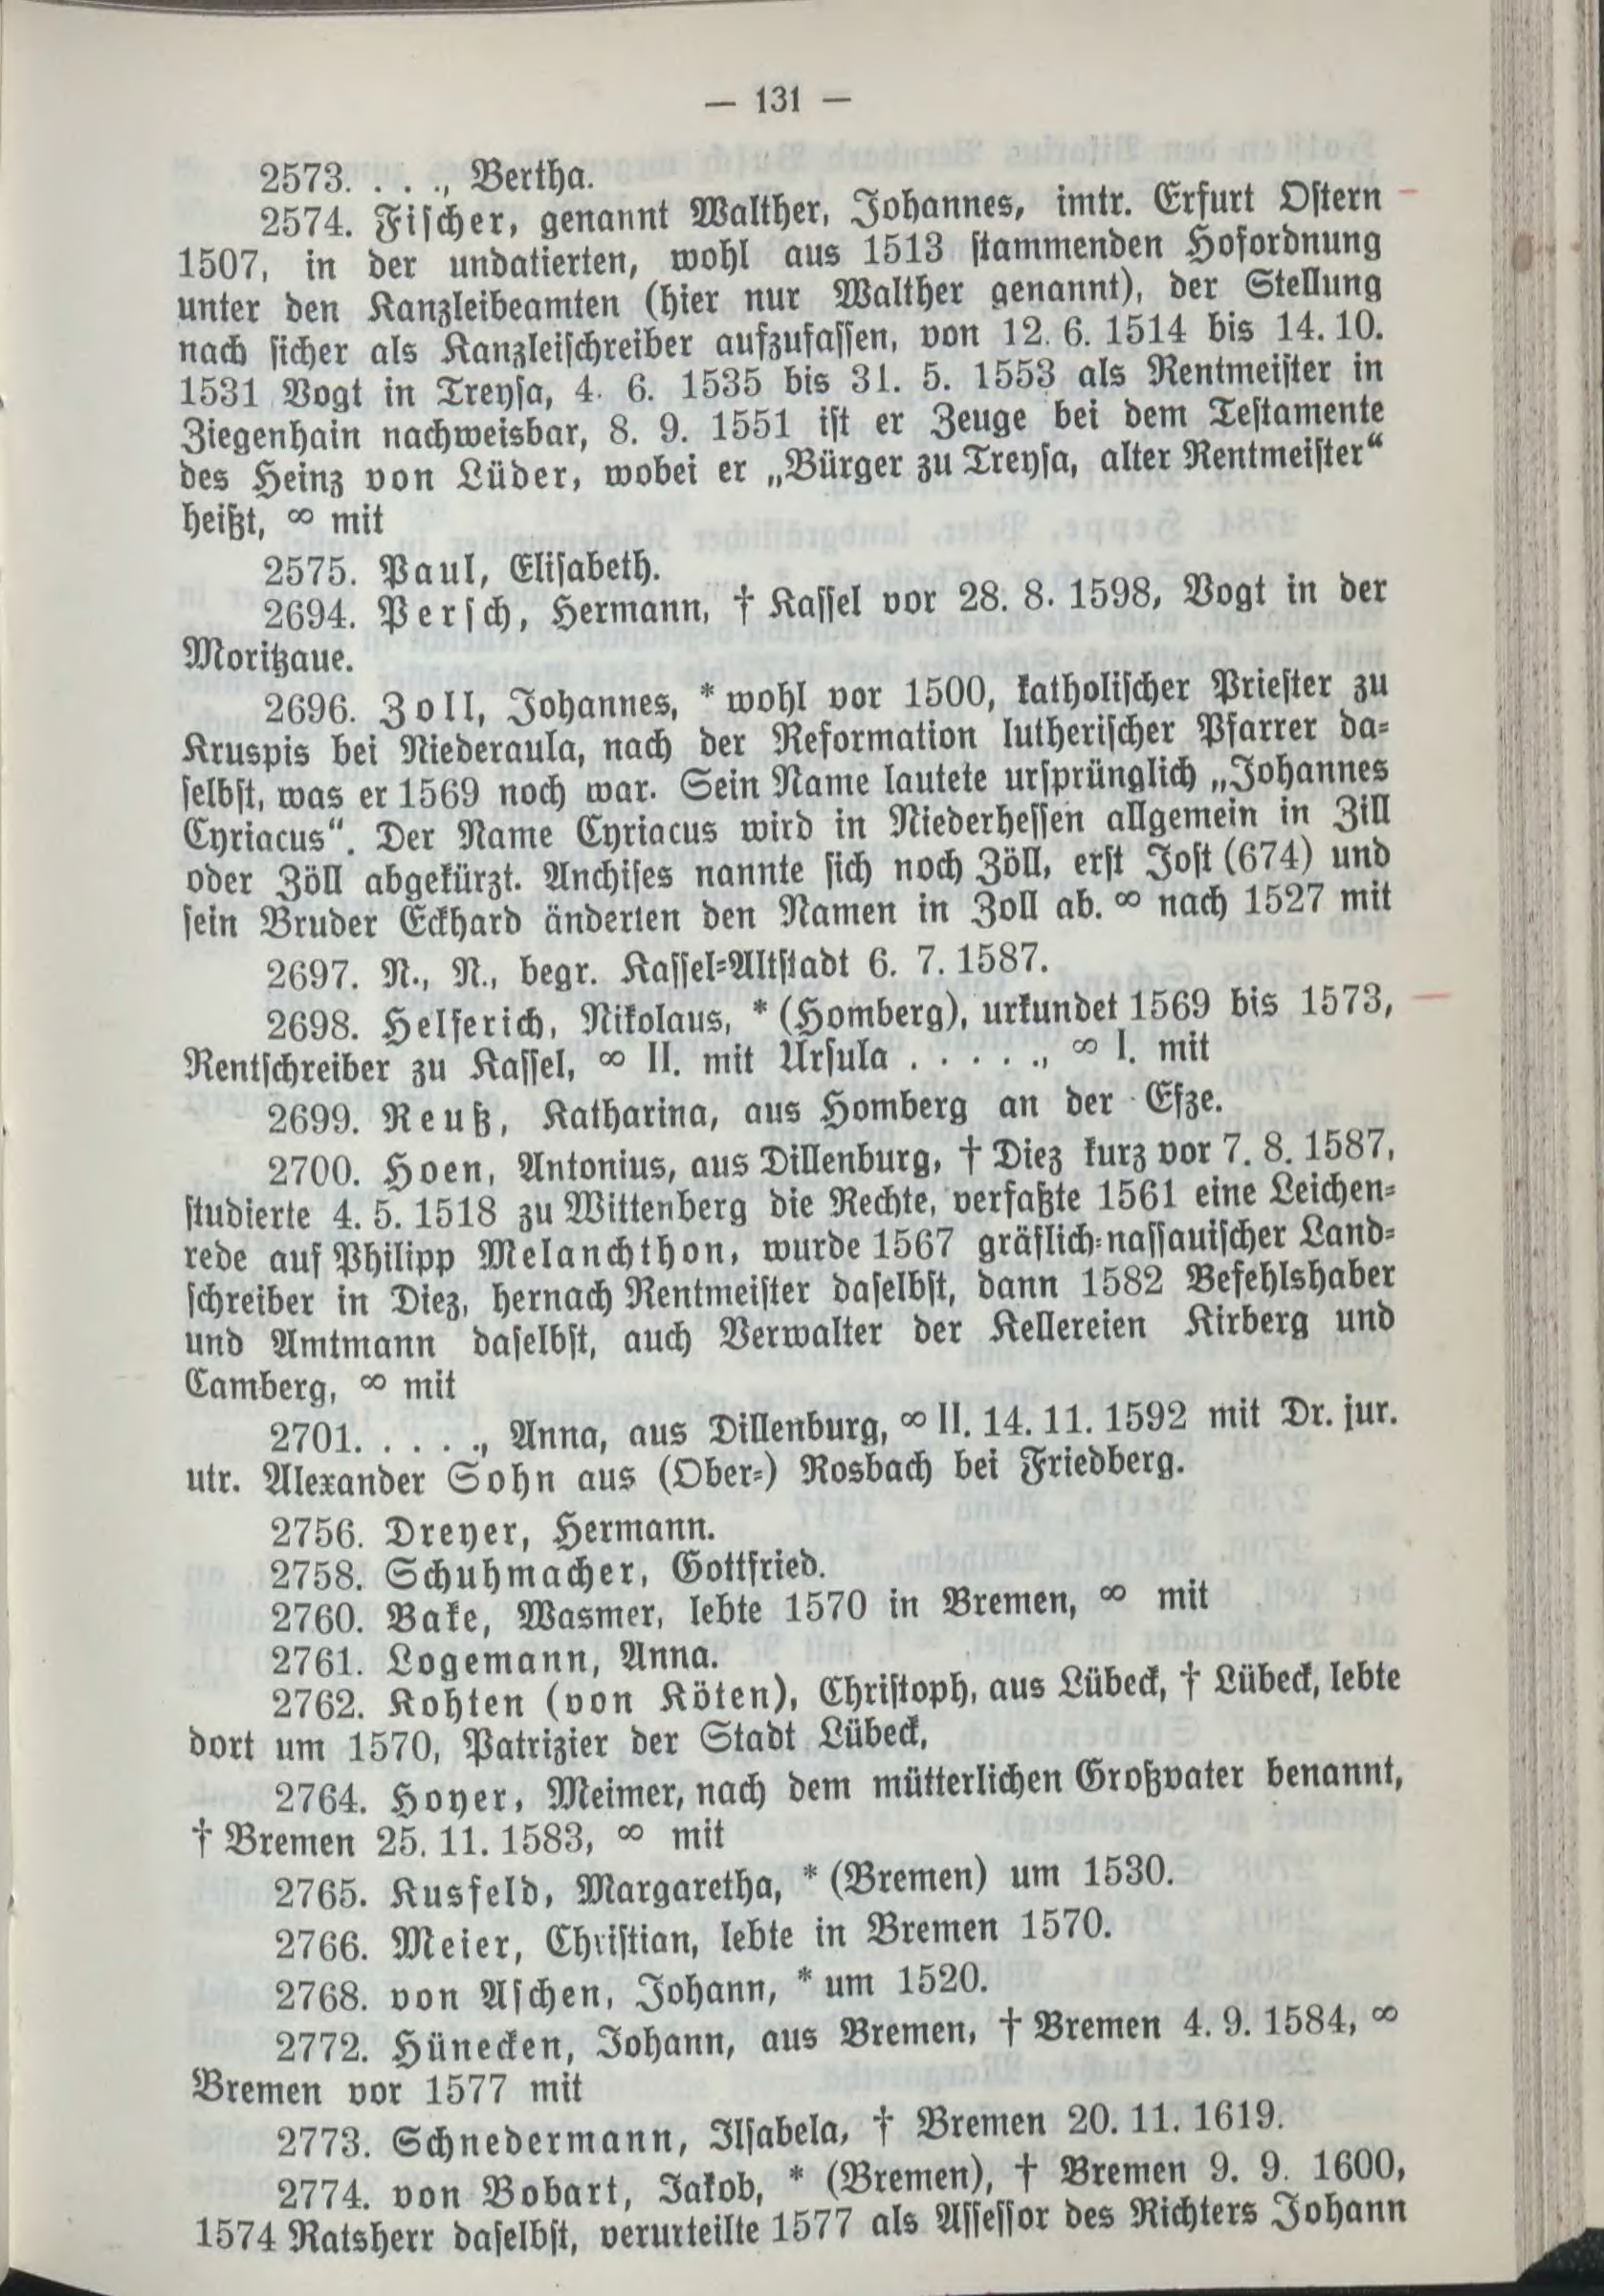 — 131 —
2573. . . ., Bertha.
2574. Fischer, genannt Walther, Johannes, imtr. Erfurt Ostern
1507, in der undatierten, wohl aus 1513 stammenden Hofordnung
unter den Kanzleibeamten (hier nur Walther genannt), der Stellung
nach sicher als Kanzleischreiber aufzufassen, von 12. 6. 1514 bis 14. 10.
1531 Vogt in Treysa, 4. 6. 1535 bis 31. 5. 1553 als Rentmeister in
Ziegenhain nachweisbar, 8. 9. 1551 ist er Zeuge bei dem Testamente
des Heinz von Lüder, wobei er „Bürger zu Treysa, alter Rentmeister“
heißt, ∞ mit
2575. Paul, Elisabeth.
2694. Persch, Hermann, † Kassel vor 28. 8. 1598, Vogt in der
Moritzaue.
2696. Zoll, Johannes, * wohl vor 1500, katholischer Priester zu
Kruspis bei Niederaula, nach der Reformation lutherischer Pfarrer da=
selbst, was er 1569 noch war. Sein Name lautete ursprünglich „Johannes
Cyriacus“. Der Name Cyriacus wird in Niederhessen allgemein in Zill
oder Zöll abgekürzt. Anchises nannte sich noch Zöll, erst Jost (674) und
sein Bruder Eckhard änderten den Namen in Zoll ab. ∞ nach 1527 mit
2697. N., N., begr. Kassel=Altstadt 6. 7. 1587.
2698. Helferich, Nikolaus, * (Homberg), urkundet 1569 bis 1573,
Rentschreiber zu Kassel, ∞ II. mit Ursula . . . . ., ∞ I. mit
2699. Reuß, Katharina, aus Homberg an der Efze.
2700. Hoen, Antonius, aus Dillenburg, † Diez kurz vor 7. 8. 1587,
studierte 4. 5. 1518 zu Wittenberg die Rechte, verfaßte 1561 eine Leichen=
rede auf Philipp Melanchthon, wurde 1567 gräflich=nassauischer Land=
schreiber in Diez, hernach Rentmeister daselbst, dann 1582 Befehlshaber
und Amtmann daselbst, auch Verwalter der Kellereien Kirberg und
Camberg, ∞ mit
2701. . . . ., Anna, aus Dillenburg, ∞ II. 14. 11. 1592 mit Dr. jur.
utr. Alexander Sohn aus (Ober=) Rosbach bei Friedberg.
2756. Dreyer, Hermann.
2758. Schuhmacher, Gottfried.
2760. Bake, Wasmer, lebte 1570 in Bremen, ∞ mit
2761. Logemann, Anna.
2762. Kohten (von Köten), Christoph, aus Lübeck, † Lübeck, lebte
dort um 1570, Patrizier der Stadt Lübeck,
2764. Hoyer, Meimer, nach dem mütterlichen Großvater benannt,
† Bremen 25. 11. 1583, ∞ mit
2765. Kusfeld, Margaretha, * (Bremen) um 1530.
2766. Meier, Christian, lebte in Bremen 1570.
2768. von Aschen, Johann, * um 1520.
2772. Hünecken, Johann, aus Bremen, † Bremen 4. 9. 1584, ∞
Bremen vor 1577 mit
2773. Schnedermann, Ilsabela, † Bremen 20. 11. 1619.
2774. von Bobart, Jakob, * (Bremen), † Bremen 9. 9. 1600,
1574 Ratsherr daselbst, verurteilte 1577 als Assessor des Richters Johann